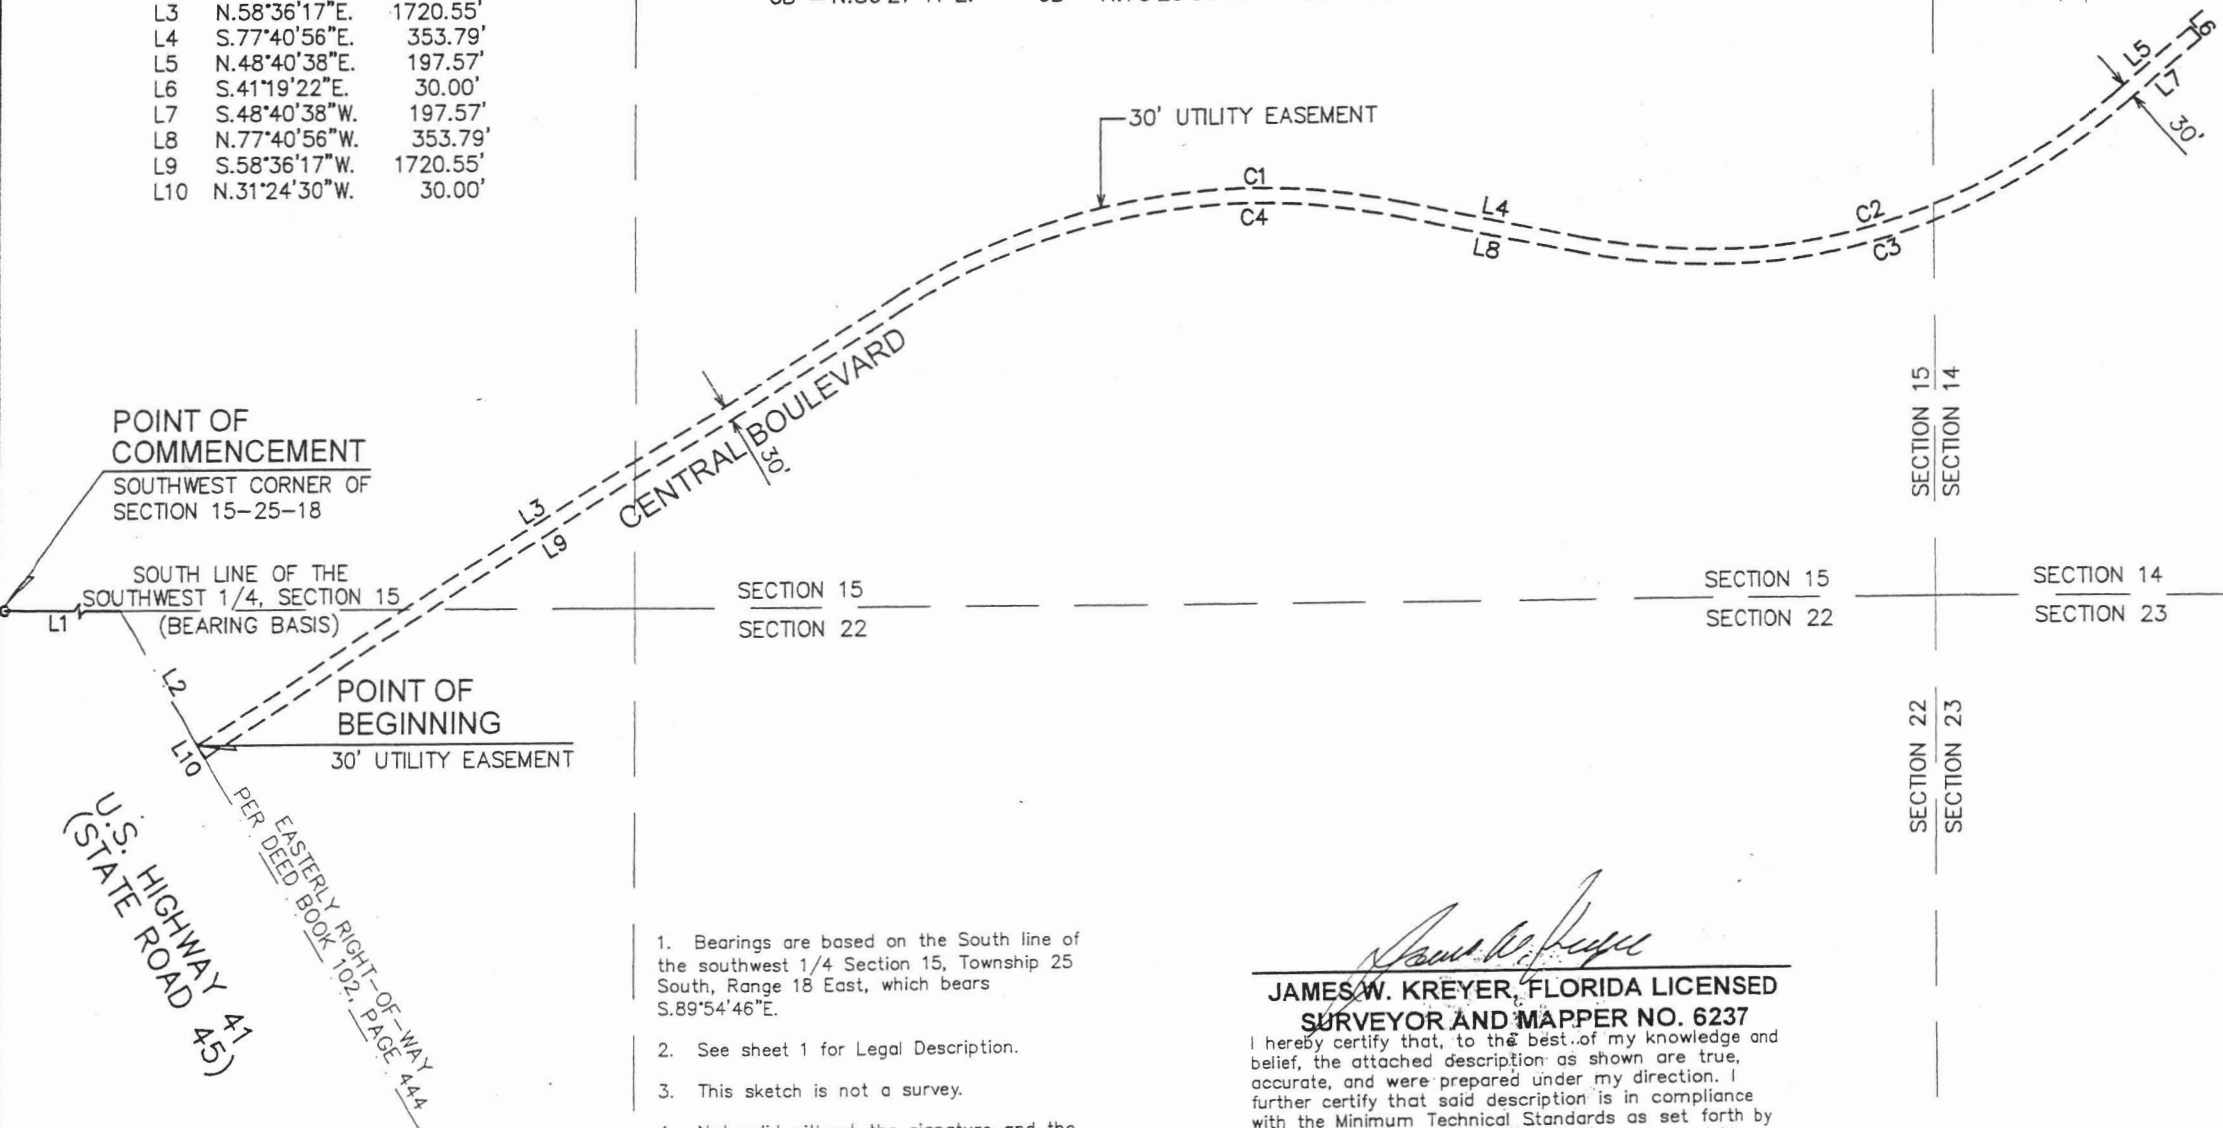 L3 N.58°36'17"E. 1720.55'
L4 S.77°40'56"E. 353.79'
L5 N.48°40'38"E. 197.57'
L6 S.41°19'22"E. 30.00'
L7 S.48°40'38"W. 197.57'
L8 N.77°40'56"W. 353.79'
L9 S.58°36'17"W. 1720.55'
L10 N.31°24'30"W. 30.00'
30' UTILITY EASEMENT
C1
C4
L4
L8
C2
C3
L5
L6
L7
30'
CENTRAL BOULEVARD
30'
L3
L9
POINT OF
COMMENCEMENT
SOUTHWEST CORNER OF
SECTION 15-25-18
SOUTH LINE OF THE
SOUTHWEST 1/4, SECTION 15
(BEARING BASIS)
L1
L2
L10
POINT OF
BEGINNING
30' UTILITY EASEMENT
SECTION 15
SECTION 22
SECTION 15
SECTION 22
SECTION 14
SECTION 23
SECTION 15
SECTION 14
SECTION 22
SECTION 23
U.S. HIGHWAY 41
(STATE ROAD 45)
EASTERLY RIGHT-OF-WAY
PER DEED BOOK 102, PAGE 444
1. Bearings are based on the South line of
the southwest 1/4 Section 15, Township 25
South, Range 18 East, which bears
S.89°54'46"E.
2. See sheet 1 for Legal Description.
3. This sketch is not a survey.
JAMES W. KREYER, FLORIDA LICENSED
SURVEYOR AND MAPPER NO. 6237
I hereby certify that, to the best of my knowledge and
belief, the attached description as shown are true,
accurate, and were prepared under my direction. I
further certify that said description is in compliance
with the Minimum Technical Standards as set forth by